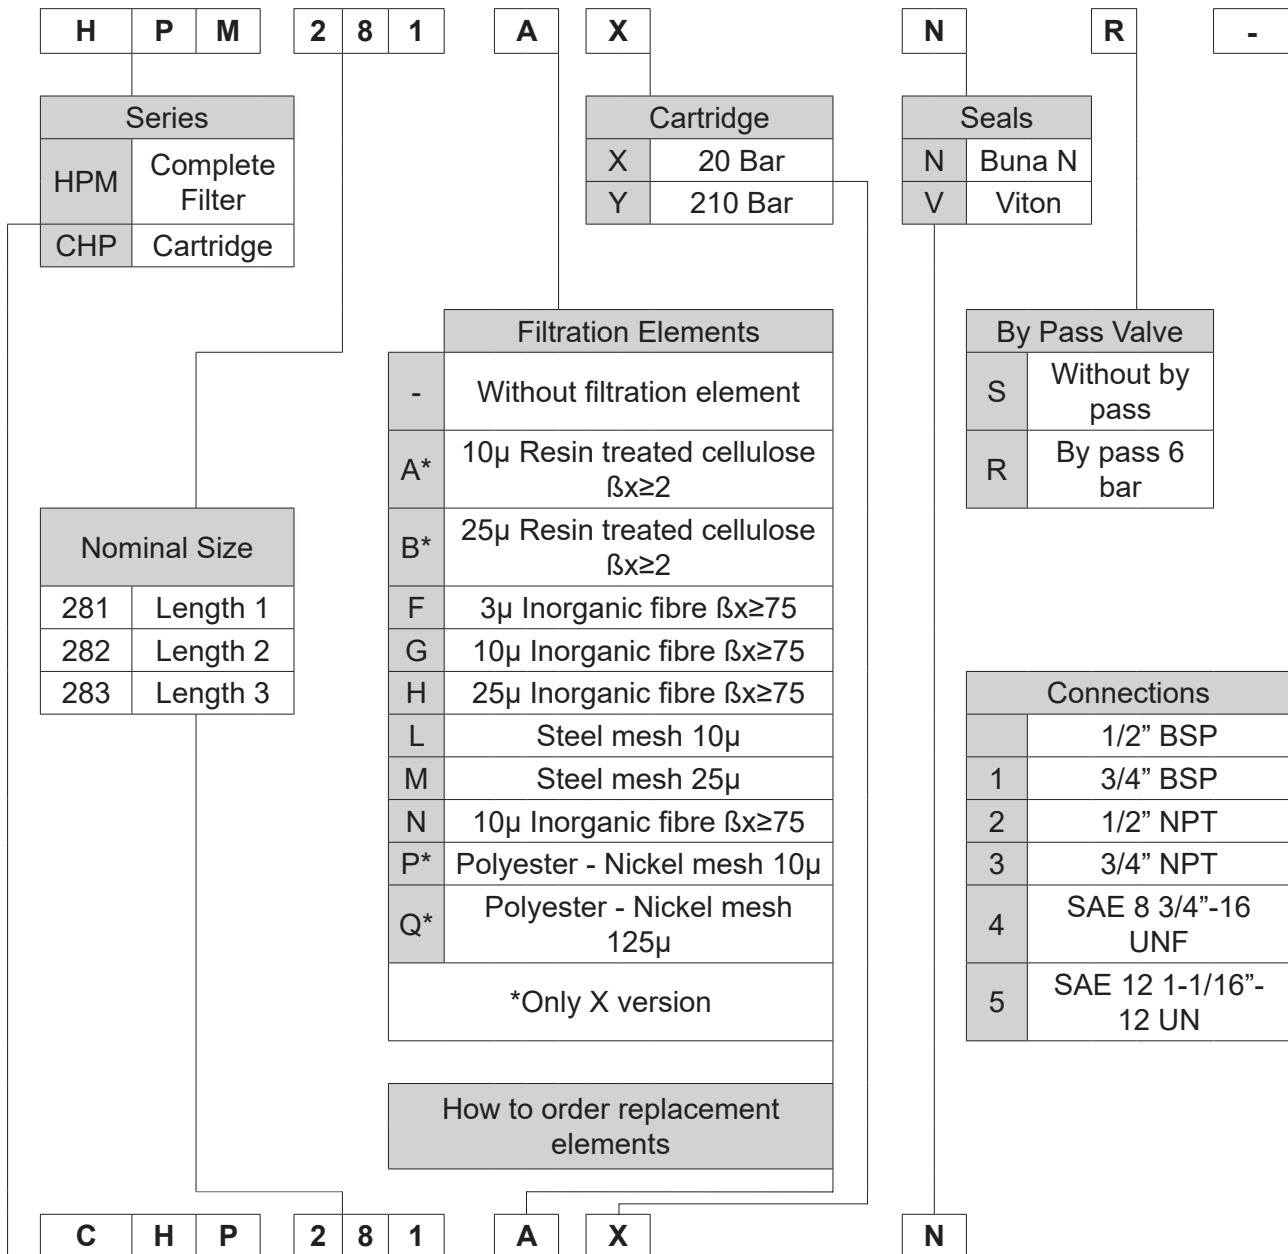 H P M 2 8 1 A X N R -
Series
HPM Complete
Filter
CHP Cartridge
Cartridge
X 20 Bar
Y 210 Bar
Seals
N Buna N
V Viton
Filtration Elements
- Without filtration element
A* 10µ Resin treated cellulose
ßx≥2
B* 25µ Resin treated cellulose
ßx≥2
F 3µ Inorganic fibre ßx≥75
G 10µ Inorganic fibre ßx≥75
H 25µ Inorganic fibre ßx≥75
L Steel mesh 10µ
M Steel mesh 25µ
N 10µ Inorganic fibre ßx≥75
P* Polyester - Nickel mesh 10µ
Q* Polyester - Nickel mesh
125µ
*Only X version
By Pass Valve
S Without by
pass
R By pass 6
bar
Nominal Size
281 Length 1
282 Length 2
283 Length 3
Connections
1/2” BSP
1 3/4” BSP
2 1/2” NPT
3 3/4” NPT
4 SAE 8 3/4”-16
UNF
5 SAE 12 1-1/16”-
12 UN
How to order replacement
elements
C H P 2 8 1 A X N